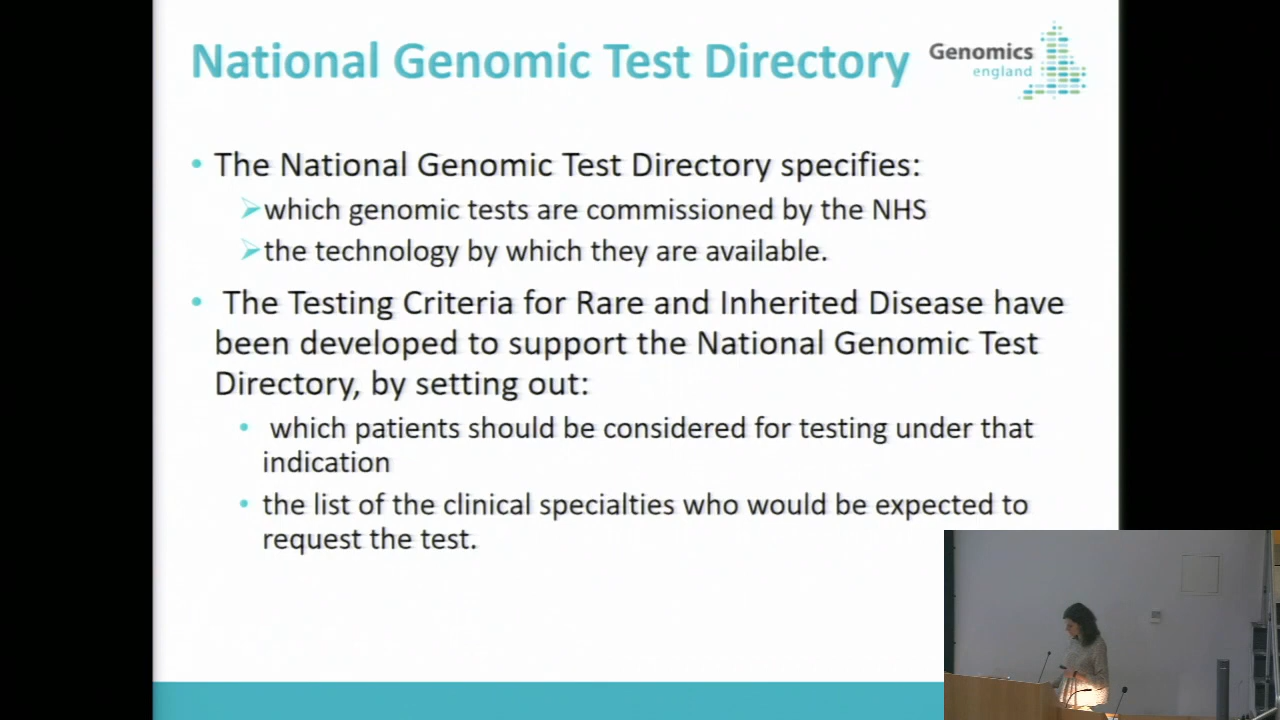 National Genomic Test Directory
Genomics
england
• The National Genomic Test Directory specifies:
➢which genomic tests are commissioned by the NHS
➢the technology by which they are available.
• The Testing Criteria for Rare and Inherited Disease have
been developed to support the National Genomic Test
Directory, by setting out:
• which patients should be considered for testing under that
indication
• the list of the clinical specialties who would be expected to
request the test.